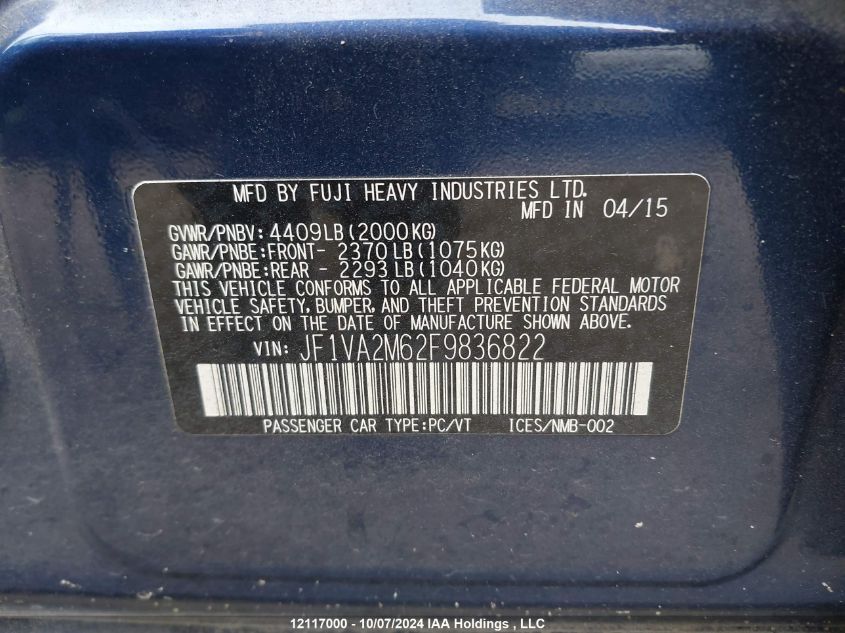 MFD BY FUJI HEAVY INDUSTRIES LTD.
MFD IN 04/15
GVWR/PNBV: 4409LB(2000KG)
GAWR/PNBE:FRONT- 2370LB(1075KG)
GAWR/PNBE:REAR - 2293LB(1040KG)
THIS VEHICLE CONFORMS TO ALL APPLICABLE FEDERAL MOTOR
VEHICLE SAFETY, BUMPER, AND THEFT PREVENTION STANDARDS
IN EFFECT ON THE DATE OF MANUFACTURE SHOWN ABOVE.
VIN: JF1VA2M62F9836822
PASSENGER CAR TYPE:PC/VT ICES/NMB-002
12117000 - 10/07/2024 IAA Holdings , LLC